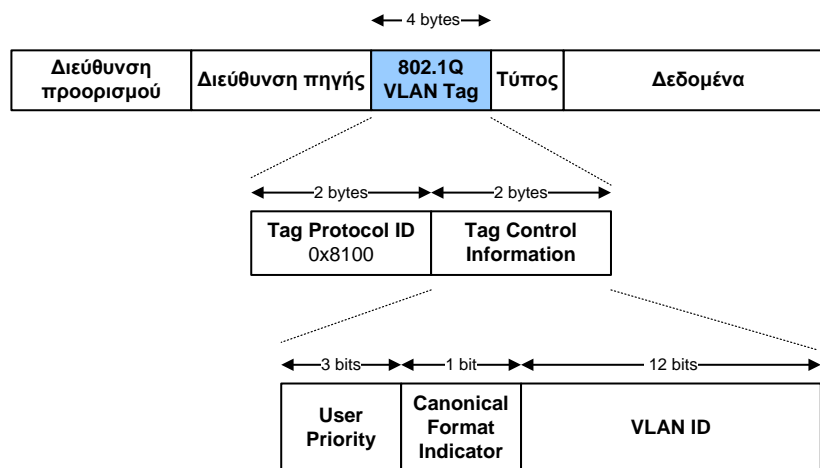 4 bytes
Διεύθυνση
προορισμού
Διεύθυνση πηγής
802.1Q
VLAN Tag
Τύπος
Δεδομένα
2 bytes
2 bytes
Tag Protocol ID
0x8100
Tag Control
Information
3 bits
1 bit
12 bits
User
Priority
Canonical
Format
Indicator
VLAN ID